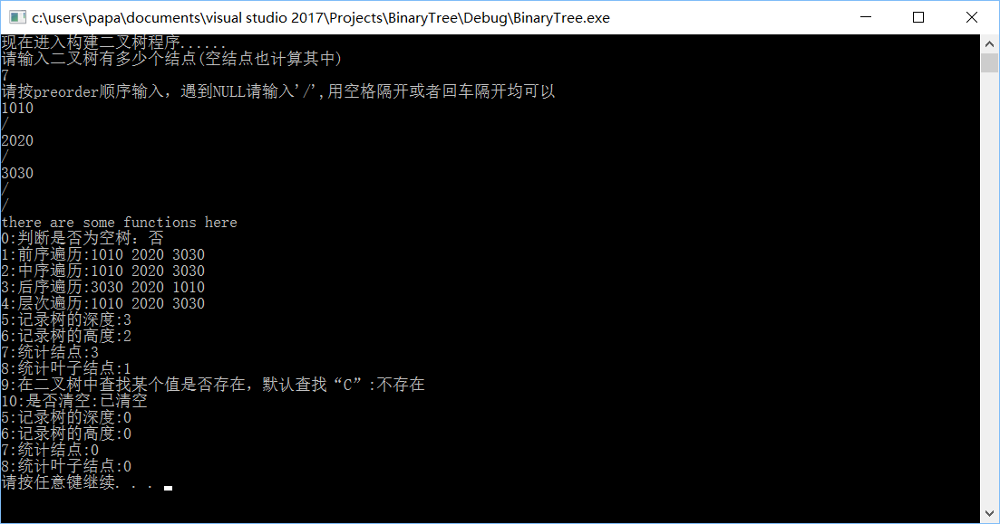 c:\users\papa\documents\visual studio 2017\Projects\BinaryTree\Debug\BinaryTree.exe
现在进入构建二叉树程序......
请输入二叉树有多少个结点(空结点也计算其中)
7
请按preorder顺序输入，遇到NULL请输入'/',用空格隔开或者回车隔开均可以
1010
/
2020
/
3030
/
/
there are some functions here
0:判断是否为空树：否
1:前序遍历:1010 2020 3030
2:中序遍历:1010 2020 3030
3:后序遍历:3030 2020 1010
4:层次遍历:1010 2020 3030
5:记录树的深度:3
6:记录树的高度:2
7:统计结点:3
8:统计叶子结点:1
9:在二叉树中查找某个值是否存在，默认查找“C”:不存在
10:是否清空:已清空
5:记录树的深度:0
6:记录树的高度:0
7:统计结点:0
8:统计叶子结点:0
请按任意键继续. . .